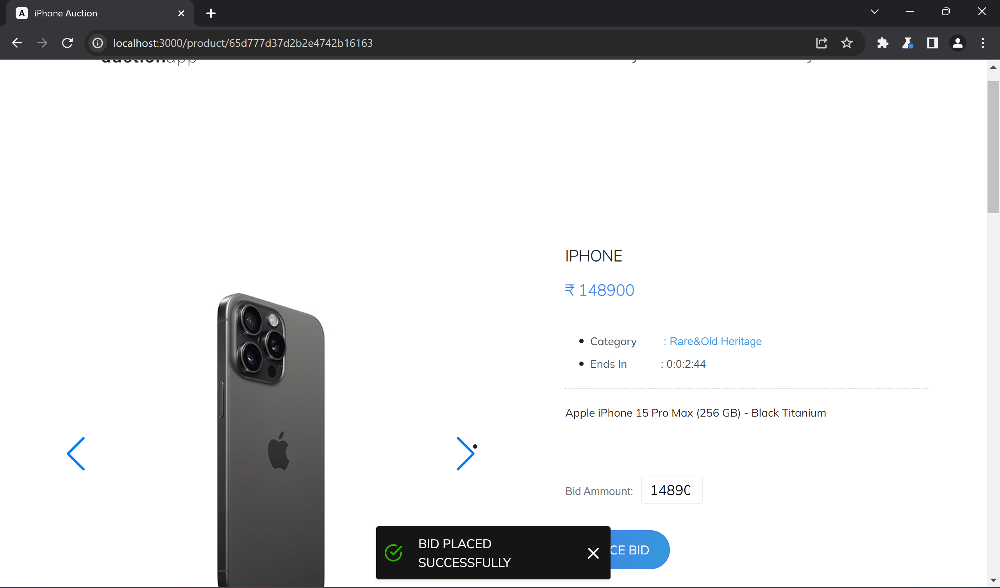 A iPhone Auction
localhost:3000/product/65d777d37d2b2e4742b16163
auctionapp
IPHONE
₹ 148900
Category : Rare&Old Heritage
Ends In : 0:0:2:44
Apple iPhone 15 Pro Max (256 GB) - Black Titanium
Bid Ammount: 14890
BID PLACED
SUCCESSFULLY
CE BID